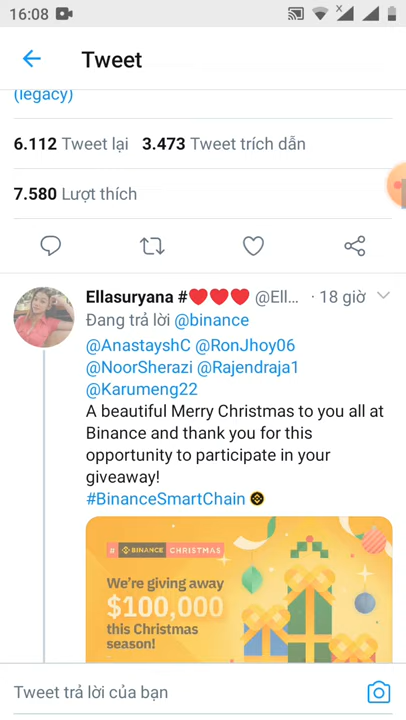 16:08
Tweet
(legacy)
6.112 Tweet lại 3.473 Tweet trích dẫn
7.580 Lượt thích
Ellasuryana #❤❤❤ @Ell... · 18 giờ
Đang trả lời @binance
@AnastayshC @RonJhoy06
@NoorSherazi @Rajendraja1
@Karumeng22
A beautiful Merry Christmas to you all at
Binance and thank you for this
opportunity to participate in your
giveaway!
#BinanceSmartChain
# BINANCE CHRISTMAS
We're giving away
$100,000
this Christmas
season!
Tweet trả lời của bạn